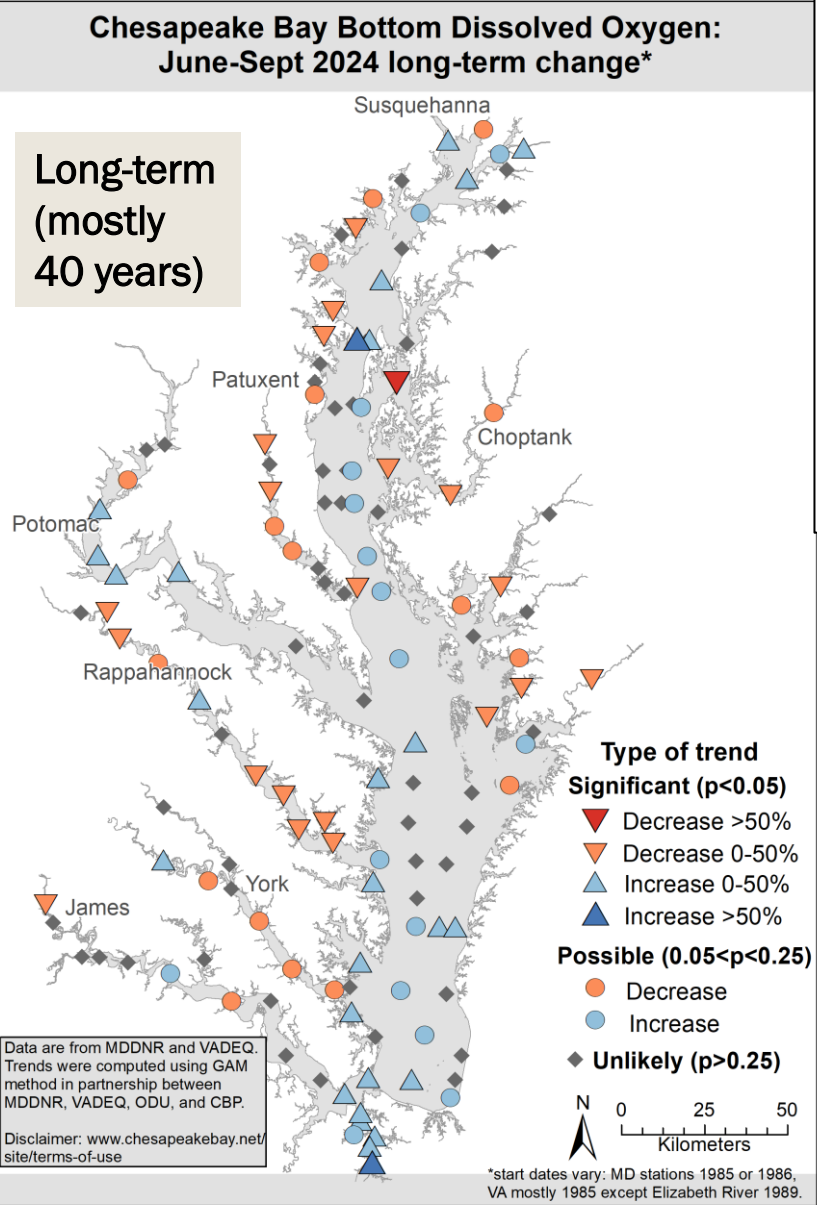 Chesapeake Bay Bottom Dissolved Oxygen:
June-Sept 2024 long-term change*
Susquehanna
Long-term
(mostly
40 years)
Patuxent
Choptank
Potomac
Rappahannock
York
James
Type of trend
Significant (p<0.05)
Decrease >50%
Decrease 0-50%
Increase 0-50%
Increase >50%
Possible (0.05<p<0.25)
Decrease
Increase
Unlikely (p>0.25)
Data are from MDDNR and VADEQ.
Trends were computed using GAM
method in partnership between
MDDNR, VADEQ, ODU, and CBP.
Disclaimer: www.chesapeakebay.net/
site/terms-of-use
N
0 25 50
Kilometers
*start dates vary: MD stations 1985 or 1986,
VA mostly 1985 except Elizabeth River 1989.